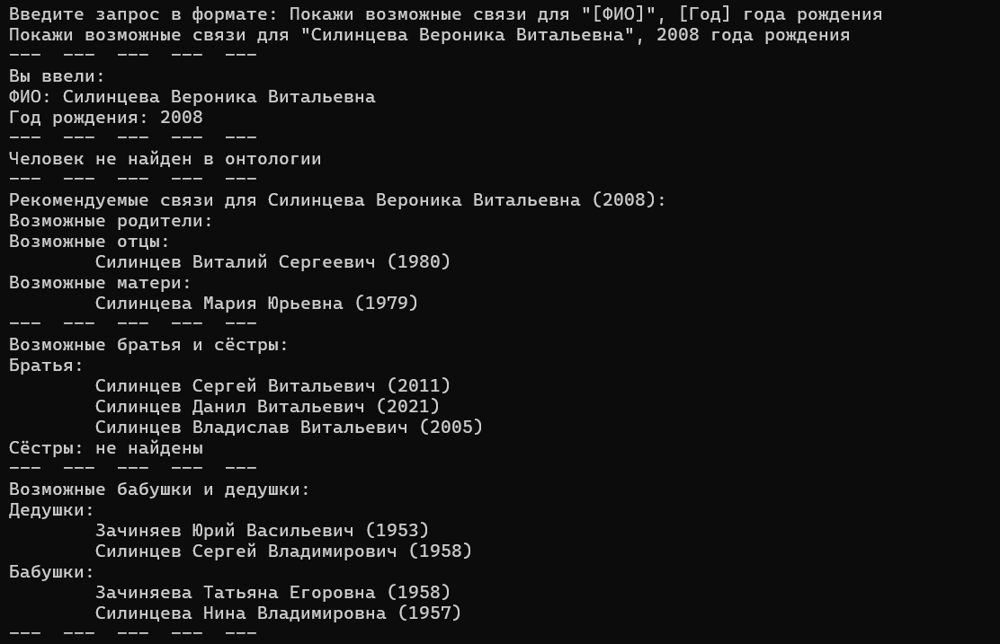 Введите запрос в формате: Покажи возможные связи для "[ФИО]", [Год] года рождения
Покажи возможные связи для "Силинцева Вероника Витальевна", 2008 года рождения
--- --- --- --- ---
Вы ввели:
ФИО: Силинцева Вероника Витальевна
Год рождения: 2008
--- --- --- --- ---
Человек не найден в онтологии
--- --- --- --- ---
Рекомендуемые связи для Силинцева Вероника Витальевна (2008):
Возможные родители:
Возможные отцы:
Силинцев Виталий Сергеевич (1980)
Возможные матери:
Силинцева Мария Юрьевна (1979)
--- --- --- --- ---
Возможные братья и сёстры:
Братья:
Силинцев Сергей Витальевич (2011)
Силинцев Данил Витальевич (2021)
Силинцев Владислав Витальевич (2005)
Сёстры: не найдены
--- --- --- --- ---
Возможные бабушки и дедушки:
Дедушки:
Зачиняев Юрий Васильевич (1953)
Силинцев Сергей Владимирович (1958)
Бабушки:
Зачиняева Татьяна Егоровна (1958)
Силинцева Нина Владимировна (1957)
--- --- --- --- ---